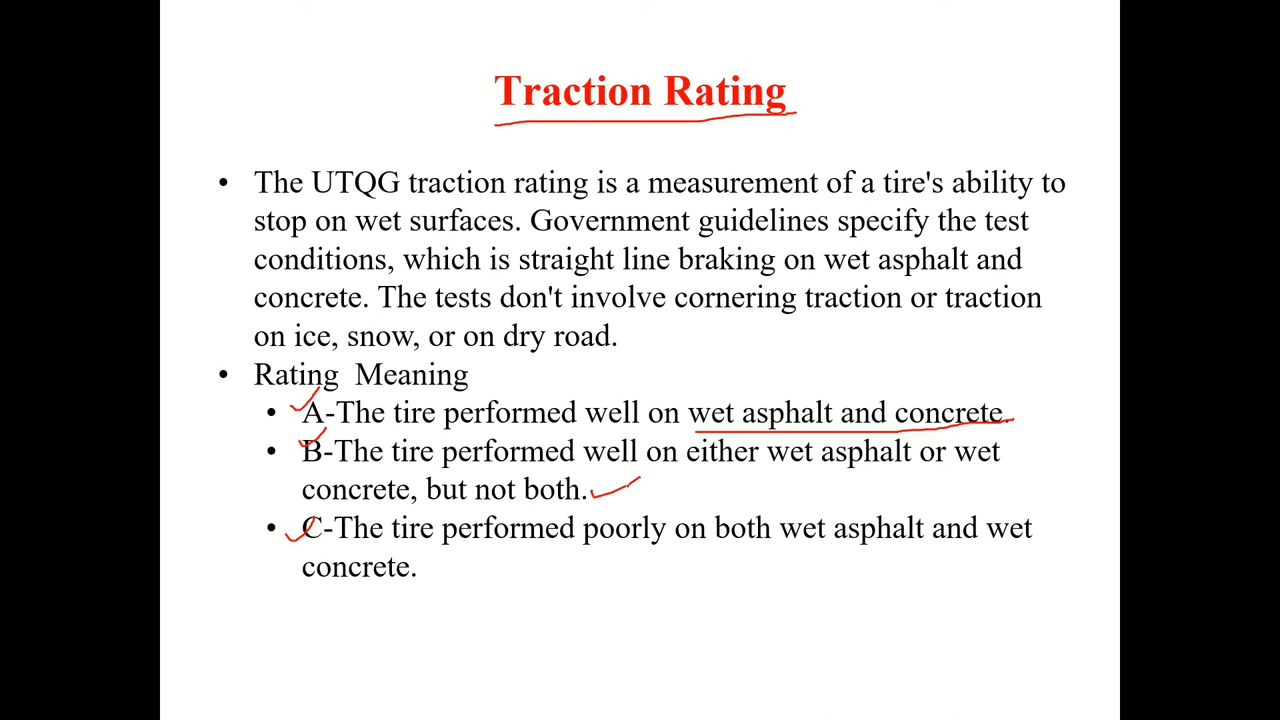 Traction Rating
• The UTQG traction rating is a measurement of a tire's ability to
stop on wet surfaces. Government guidelines specify the test
conditions, which is straight line braking on wet asphalt and
concrete. The tests don't involve cornering traction or traction
on ice, snow, or on dry road.
• Rating  Meaning
• A-The tire performed well on wet asphalt and concrete.
• B-The tire performed well on either wet asphalt or wet
concrete, but not both.
• C-The tire performed poorly on both wet asphalt and wet
concrete.